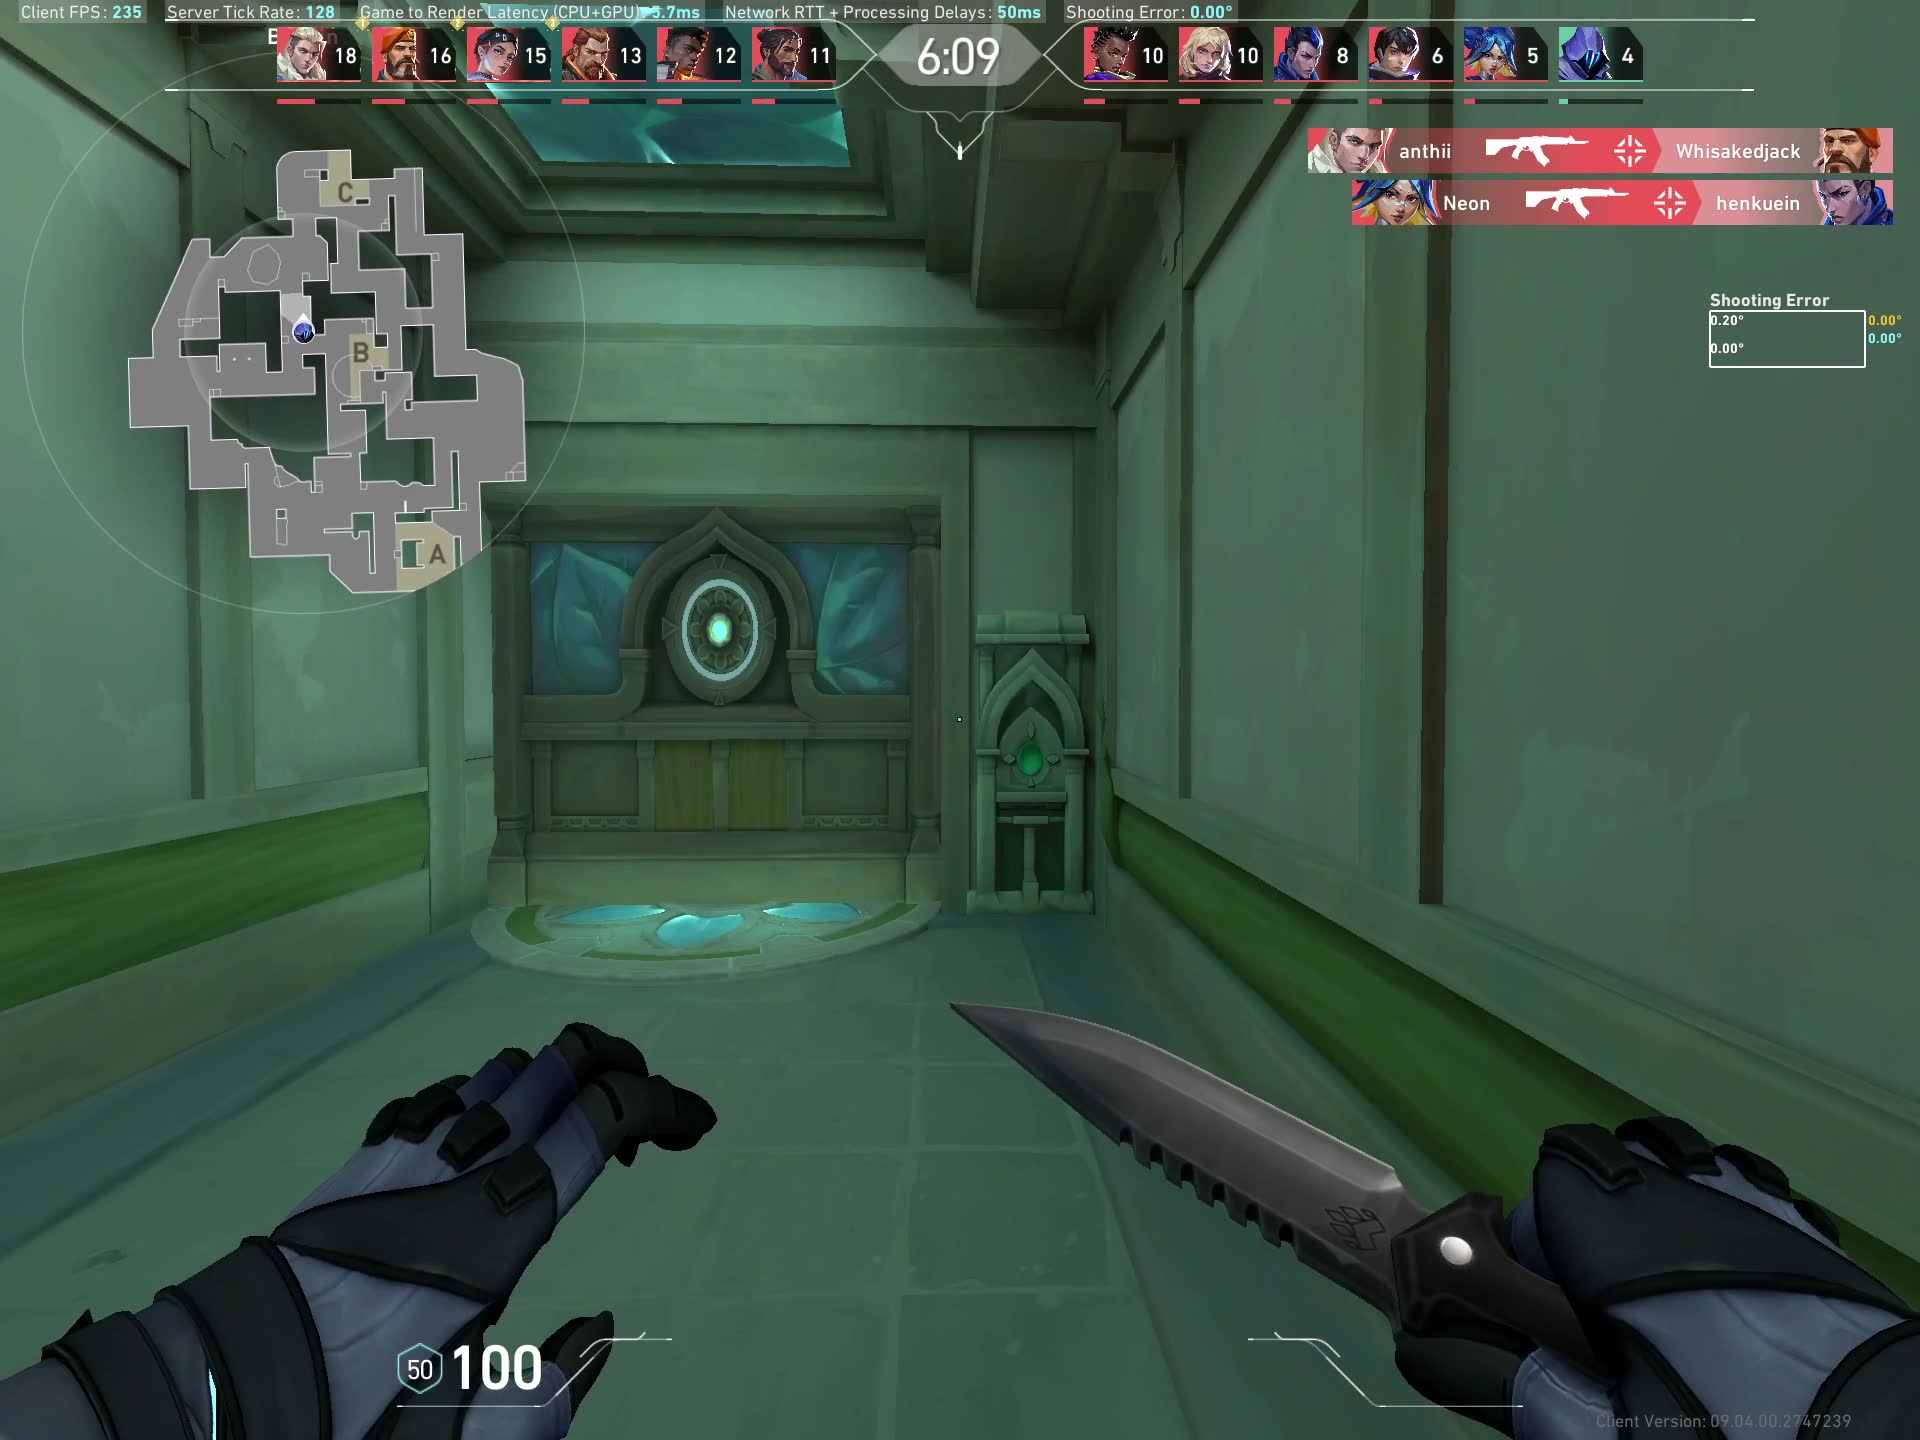 Client FPS: 235 Server Tick Rate: 128 Game to Render Latency (CPU+GPU): 5.7ms Network RTT + Processing Delays: 50ms Shooting Error: 0.00°
18 16 15 13 12 11 6:09 10 10 8 6 5 4
anthii Whisakedjack
Neon henkuein
C
B
A
Shooting Error
0.20° 0.00°
0.00°
0.00°
50 100
Client Version: 09.04.00.2747239